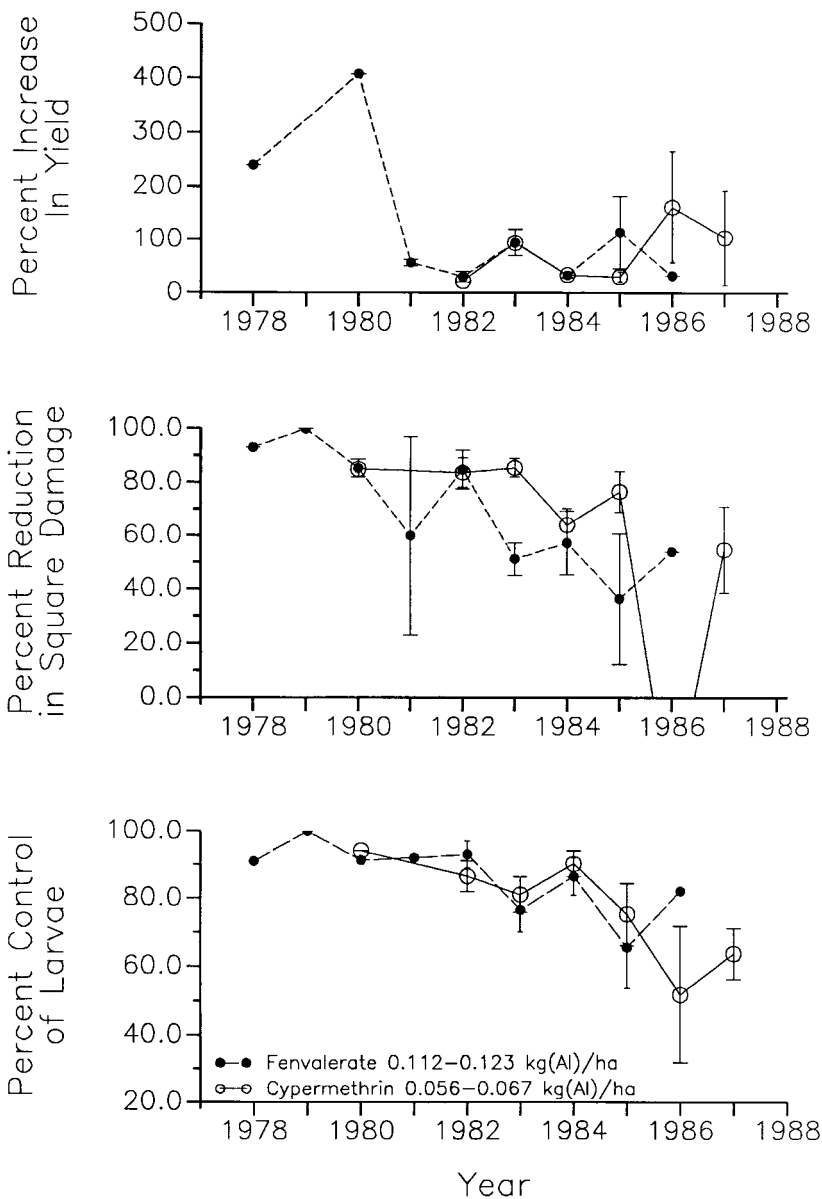 Percent Increase
In Yield
500
400
300
200
100
0
1978 1980 1982 1984 1986 1988
Percent Reduction
in Square Damage
100.0
80.0
60.0
40.0
20.0
0.0
1978 1980 1982 1984 1986 1988
Percent Control
of Larvae
100.0
80.0
60.0
40.0
20.0
Fenvalerate 0.112–0.123 kg(AI)/ha
Cypermethrin 0.056–0.067 kg(AI)/ha
1978 1980 1982 1984 1986 1988
Year